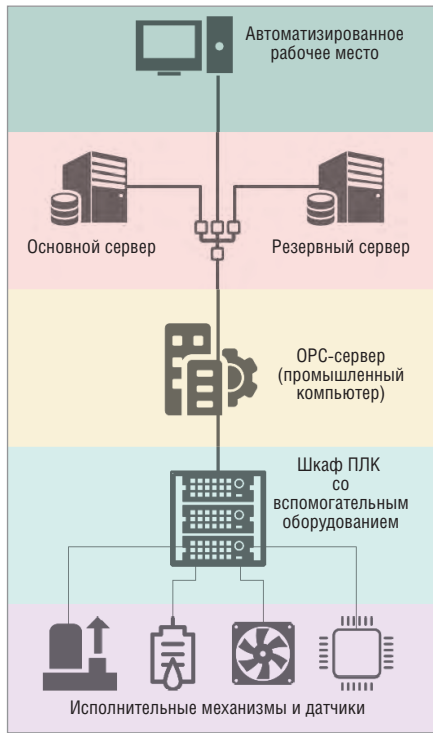 Автоматизированное
рабочее место
Основной сервер
Резервный сервер
OPC-сервер
(промышленный
компьютер)
Шкаф ПЛК
со
вспомогательным
оборудованием
Исполнительные механизмы и датчики